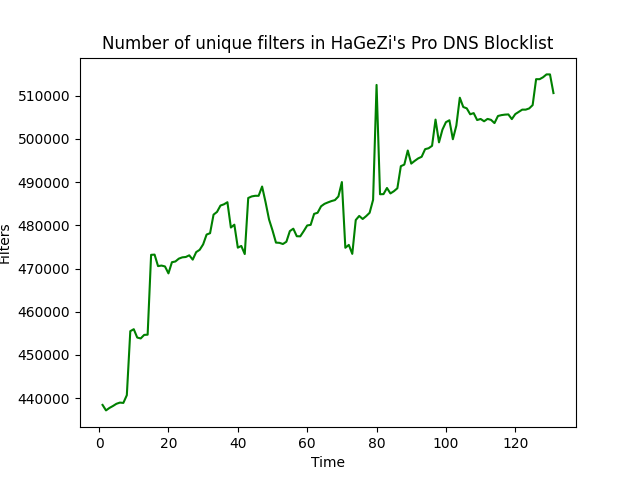 Number of unique filters in HaGeZi's Pro DNS Blocklist
510000
500000
490000
480000
470000
460000
450000
440000
Filters
0 20 40 60 80 100 120
Time